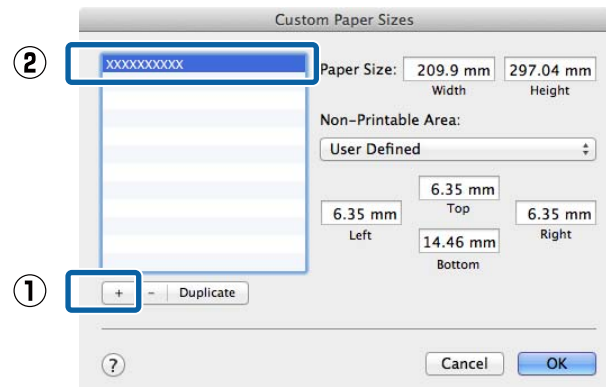 Custom Paper Sizes
② XXXXXXXXXX
Paper Size: 209.9 mm 297.04 mm
Width Height
Non-Printable Area:
User Defined
6.35 mm
Top
6.35 mm 6.35 mm
Left Right
14.46 mm
Bottom
① + - Duplicate
? Cancel OK